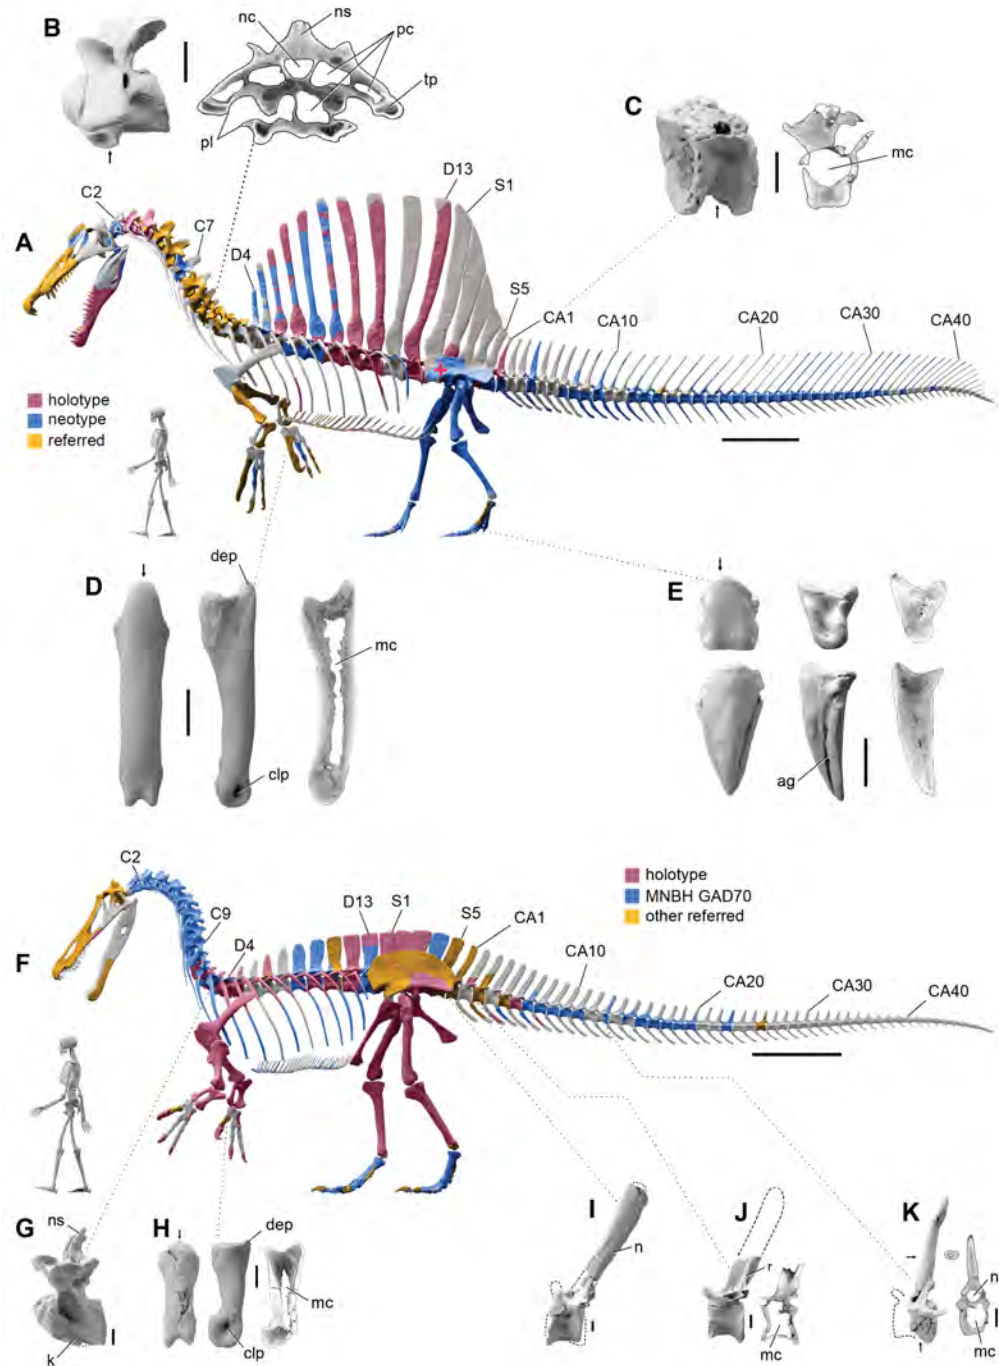 B
nc
ns
pc
tp
pl
C
mc
A
C2
C7
D4
D13
S1
S5
CA1
CA10
CA20
CA30
CA40
holotype
neotype
referred
D
dep
mc
clp
E
ag
F
C2
C9
D4
D13
S1
S5
CA1
CA10
CA20
CA30
CA40
holotype
MNBH GAD70
other referred
G
ns
k
H
dep
mc
clp
I
n
J
r
mc
K
n
mc